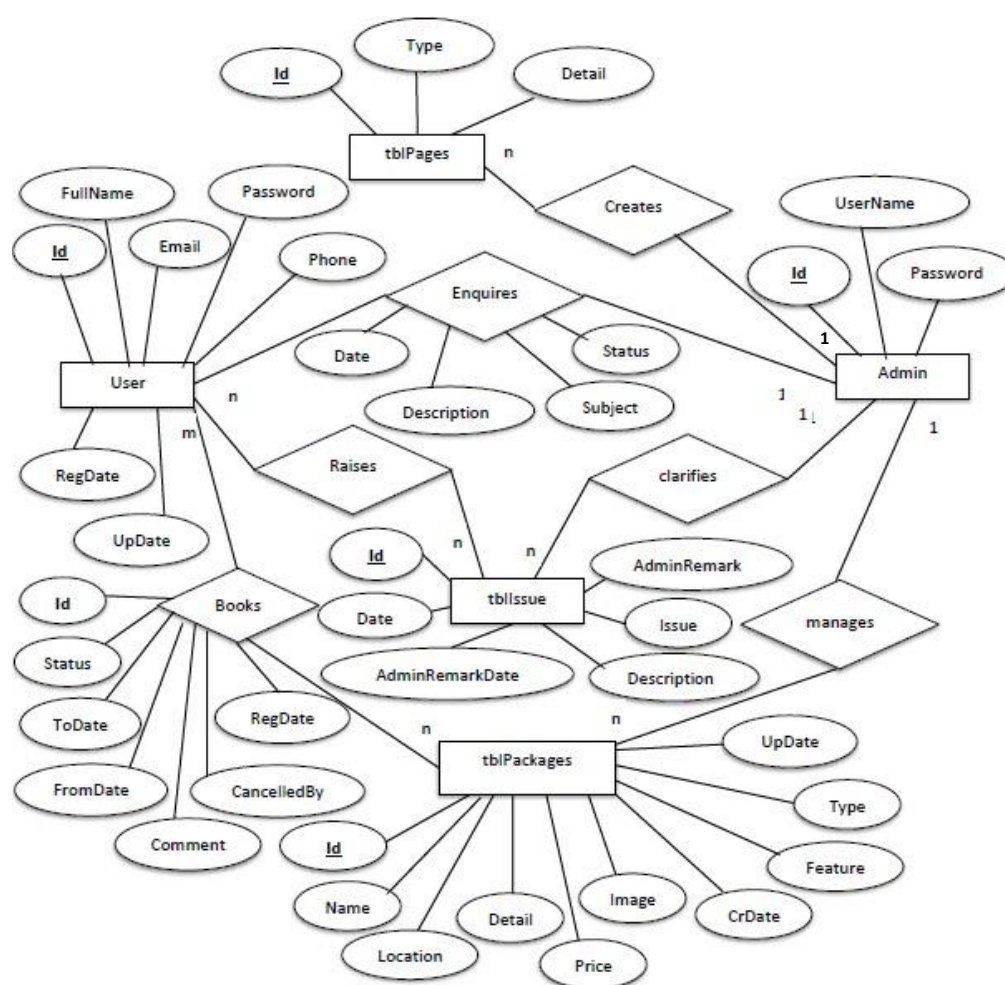 Type
Id
Detail
tblPages
n
Creates
FullName
Password
UserName
Id
Email
Phone
Enquires
Id
Password
Date
Status
1
User
n
Description
Subject
1
Admin
m
1
1
RegDate
Raises
clarifies
UpDate
Id
n
n
AdminRemark
Id
Books
tblIssue
manages
Date
Issue
Status
AdminRemarkDate
Description
ToDate
RegDate
n
n
UpDate
tblPackages
FromDate
CancelledBy
Type
Comment
Id
Feature
Name
Detail
Image
CrDate
Location
Price